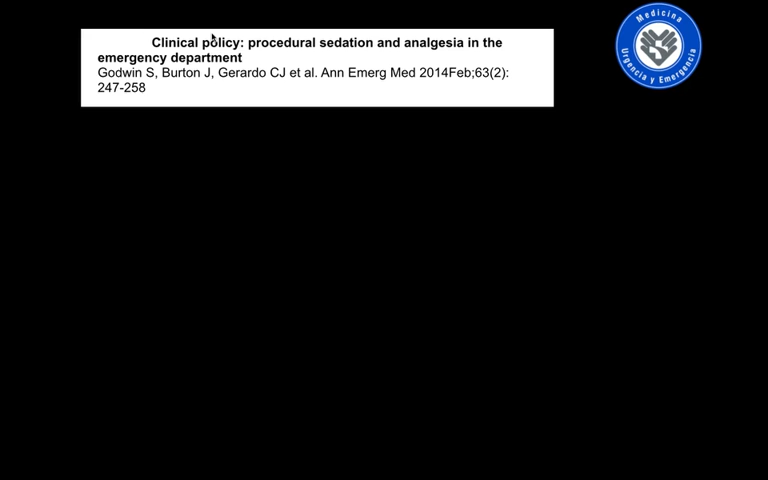 Clinical policy: procedural sedation and analgesia in the
emergency department
Godwin S, Burton J, Gerardo CJ et al. Ann Emerg Med 2014Feb;63(2):
247-258
Medicina
Urgencia y Emergencia